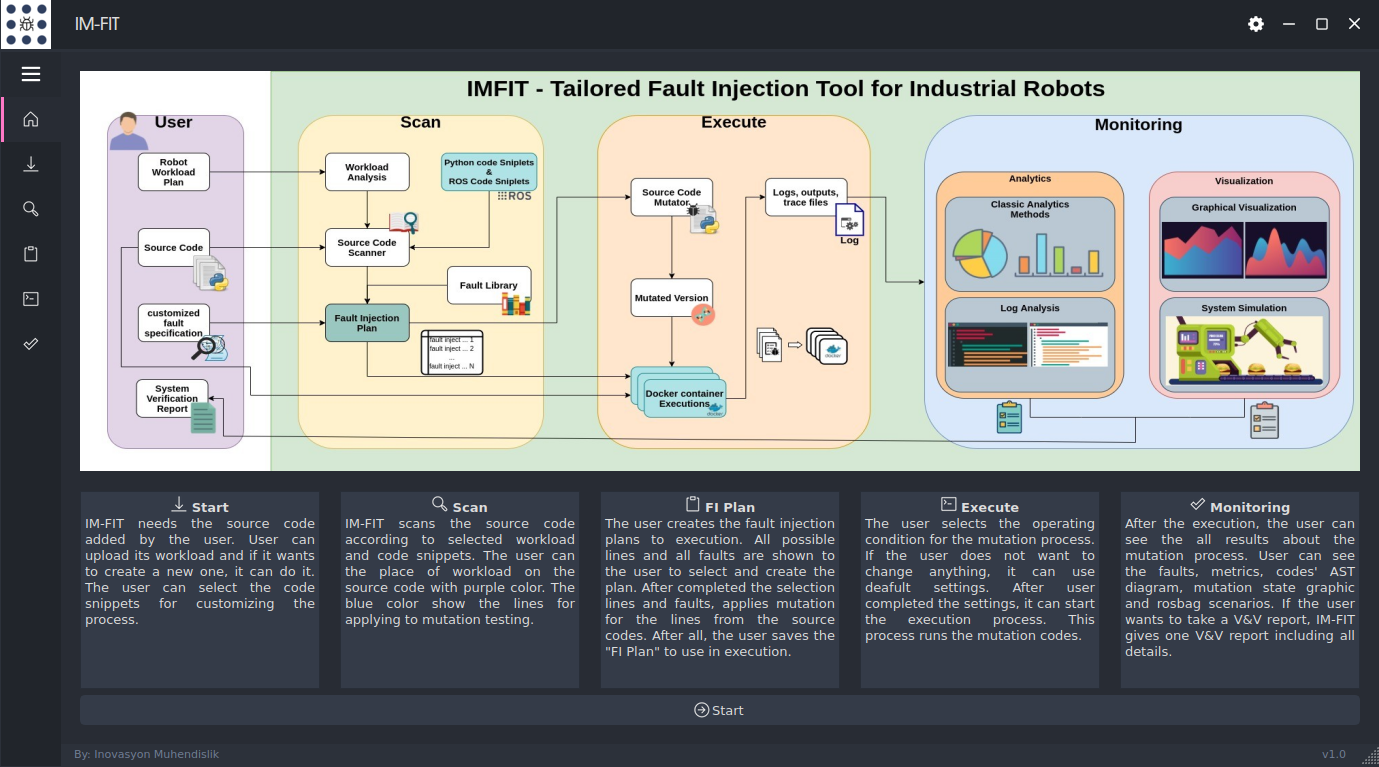 IM-FIT
IMFIT - Tailored Fault Injection Tool for Industrial Robots
User
Robot
Workload
Plan
Source Code
customized
fault
specification
System
Verification
Report
Scan
Workload
Analysis
Python code Sniplets
&
ROS Code Sniplets
ROS
Source Code
Scanner
Fault Library
Fault Injection
Plan
fault inject ... 1
fault inject ... 2
...
fault inject ... N
Execute
Source Code
Mutator
Logs, outputs,
trace files
Log
Mutated Version
Docker container
Executions
docker
docker
Monitoring
Analytics
Classic Analytics
Methods
Log Analysis
Visualization
Graphical Visualization
System Simulation
Start
IM-FIT needs the source code
added by the user. User can
upload its workload and if it wants
to create a new one, it can do it.
The user can select the code
snippets for customizing the
process.
Scan
IM-FIT scans the source code
according to selected workload
and code snippets. The user can
the place of workload on the
source code with purple color. The
blue color show the lines for
applying to mutation testing.
FI Plan
The user creates the fault injection
plans to execution. All possible
lines and all faults are shown to
the user to select and create the
plan. After completed the selection
lines and faults, applies mutation
for the lines from the source
codes. After all, the user saves the
"FI Plan" to use in execution.
Execute
The user selects the operating
condition for the mutation process.
If the user does not want to
change anything, it can use
deafult settings. After user
completed the settings, it can start
the execution process. This
process runs the mutation codes.
Monitoring
After the execution, the user can
see the all results about the
mutation process. User can see
the faults, metrics, codes' AST
diagram, mutation state graphic
and rosbag scenarios. If the user
wants to take a V&V report, IM-FIT
gives one V&V report including all
details.
Start
By: Inovasyon Muhendislik
v1.0